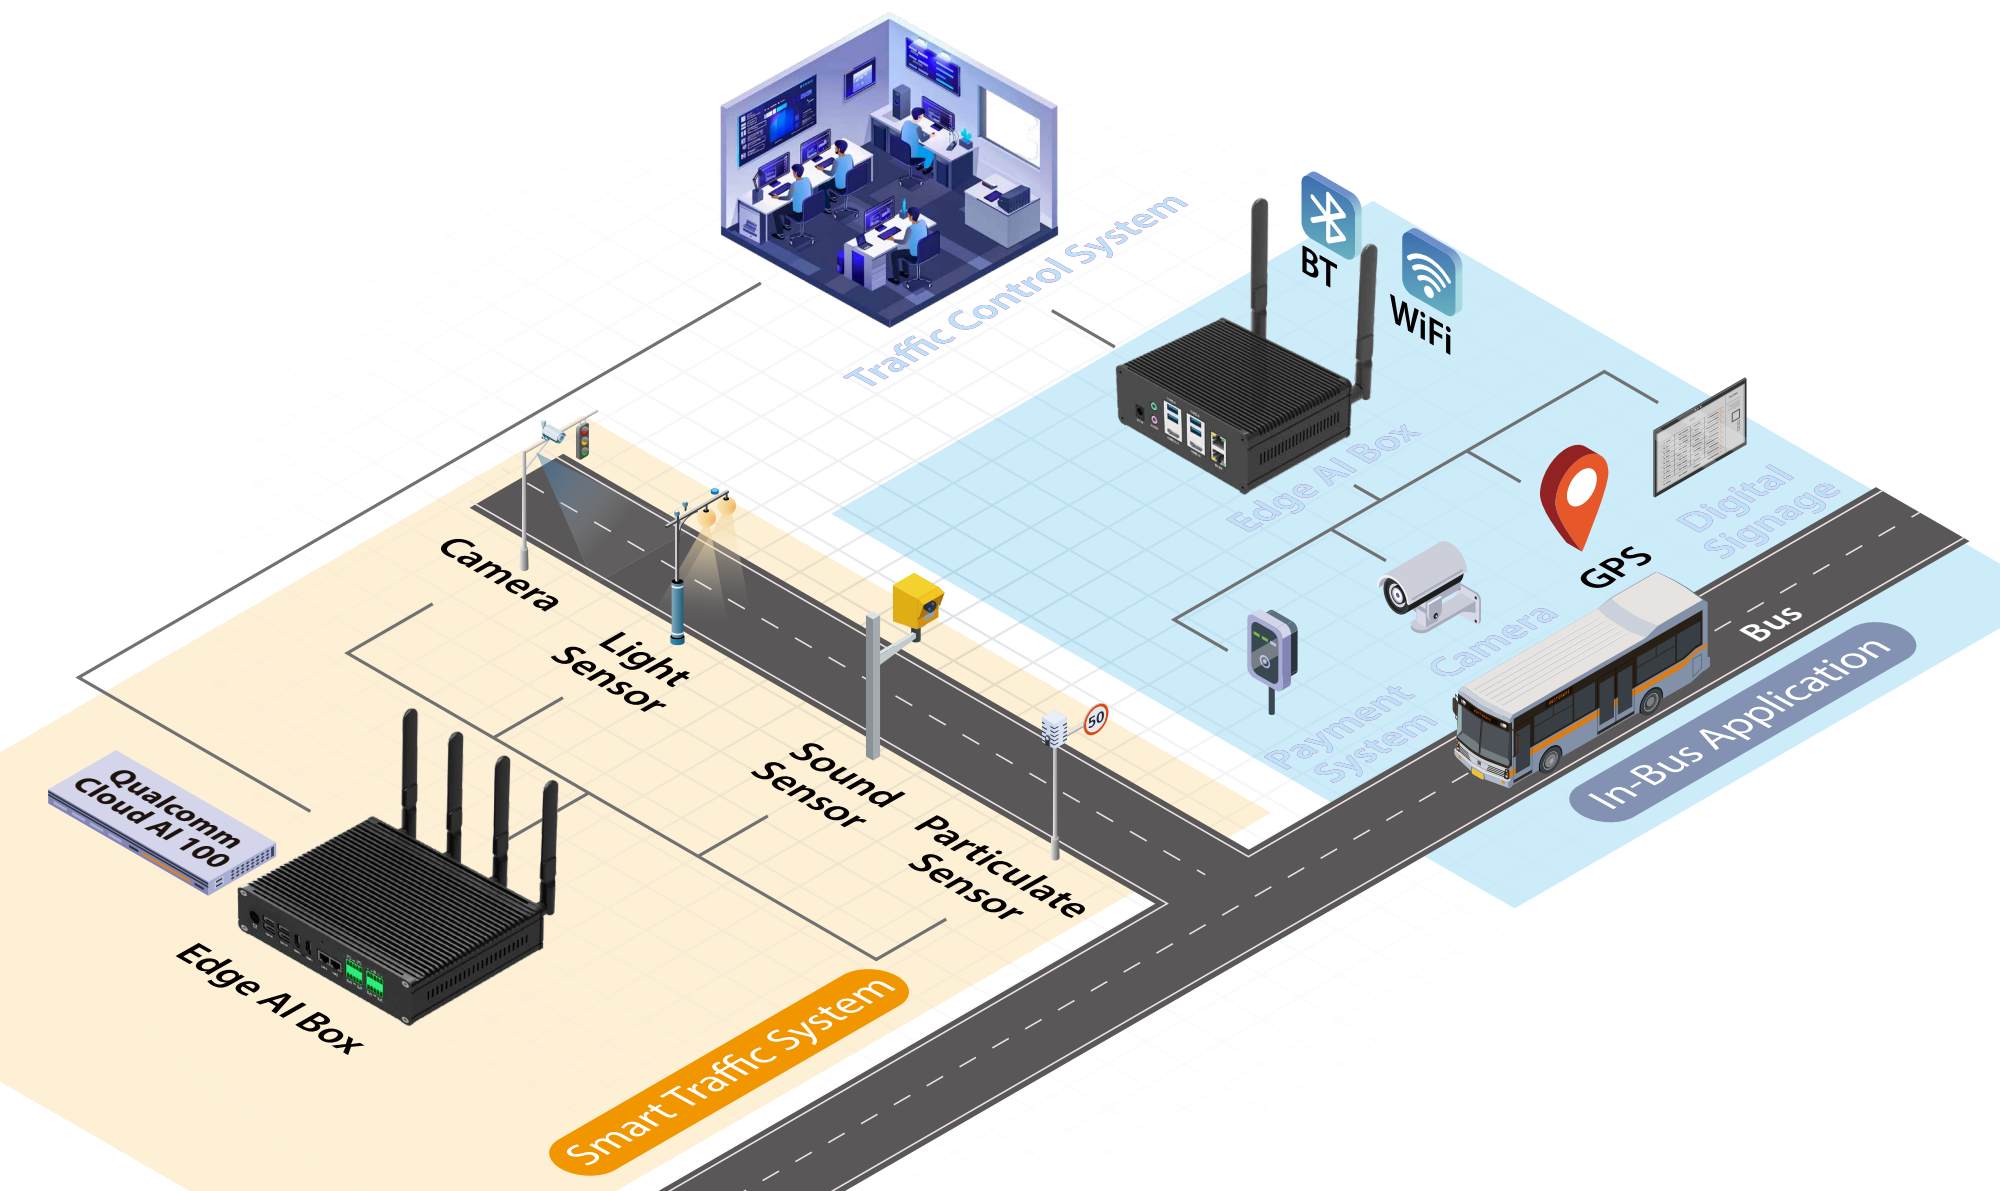 Traffic Control System
BT
WiFi
Edge AI Box
Digital
Signage
GPS
Camera
Payment
System
Bus
In-Bus Application
Camera
Light
Sensor
Sound
Sensor
50
Particulate
Sensor
Qualcomm
Cloud AI 100
Edge AI Box
Smart Traffic System